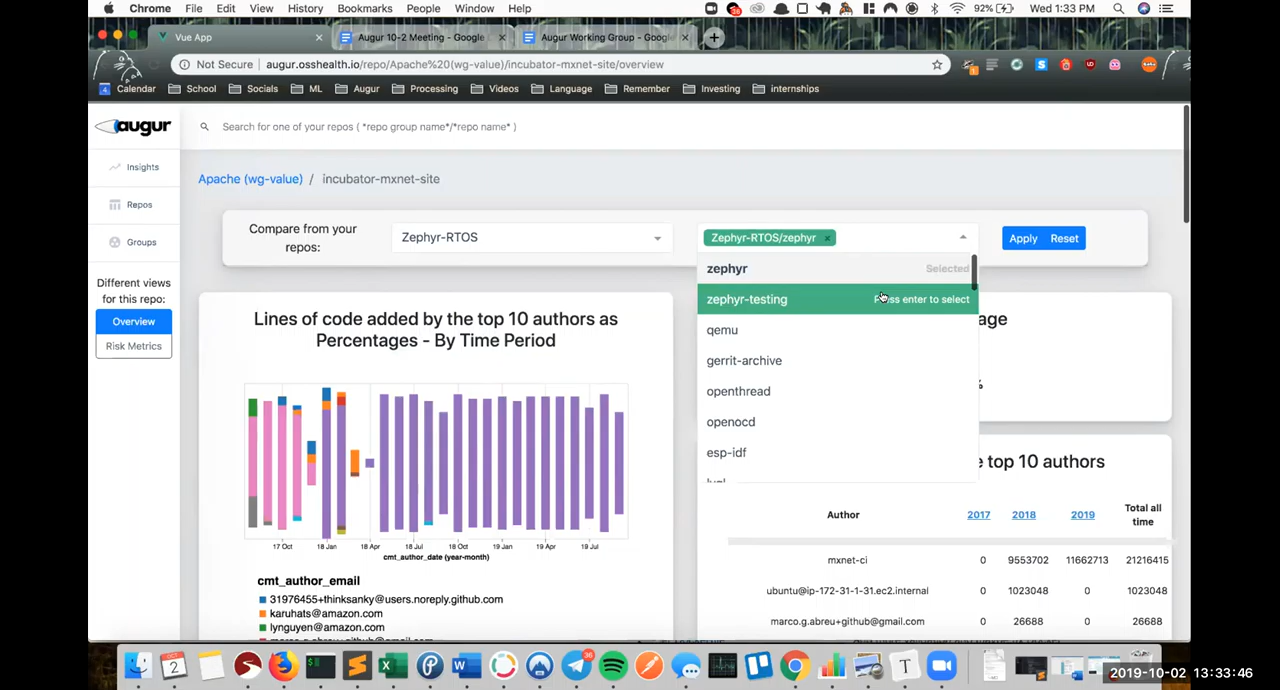 Chrome File Edit View History Bookmarks People Window Help 92% Wed 1:33 PM
Vue App Augur 10-2 Meeting - Google Augur Working Group - Goog
Not Secure augur.osshealth.io/repo/Apache%20(wg-value)/incubator-mxnet-site/overview
Calendar School Socials ML Augur Processing Videos Language Remember Investing internships
augur
Search for one of your repos ( *repo group name*/*repo name* )
Insights
Repos
Groups
Different views
for this repo:
Overview
Risk Metrics
Apache (wg-value) / incubator-mxnet-site
Compare from your
repos:
Zephyr-RTOS
Zephyr-RTOS/zephyr ×
Apply Reset
zephyr Selected
zephyr-testing Press enter to select
qemu
gerrit-archive
openthread
openocd
esp-idf
Lines of code added by the top 10 authors as
Percentages - By Time Period
17 Oct 18 Jan 18 Apr 18 Jul 18 Oct 19 Jan 19 Apr 19 Jul
cmt_author_date (year-month)
cmt_author_email
31976455+thinksanky@users.noreply.github.com
karuhats@amazon.com
lynguyen@amazon.com
marco.g.abreu+github@gmail.com
age
%
e top 10 authors
Author 2017 2018 2019 Total all
time
mxnet-ci 0 9553702 11662713 21216415
ubuntu@ip-172-31-1-31.ec2.internal 0 1023048 0 1023048
marco.g.abreu+github@gmail.com 0 26688 0 26688
2019-10-02 13:33:46